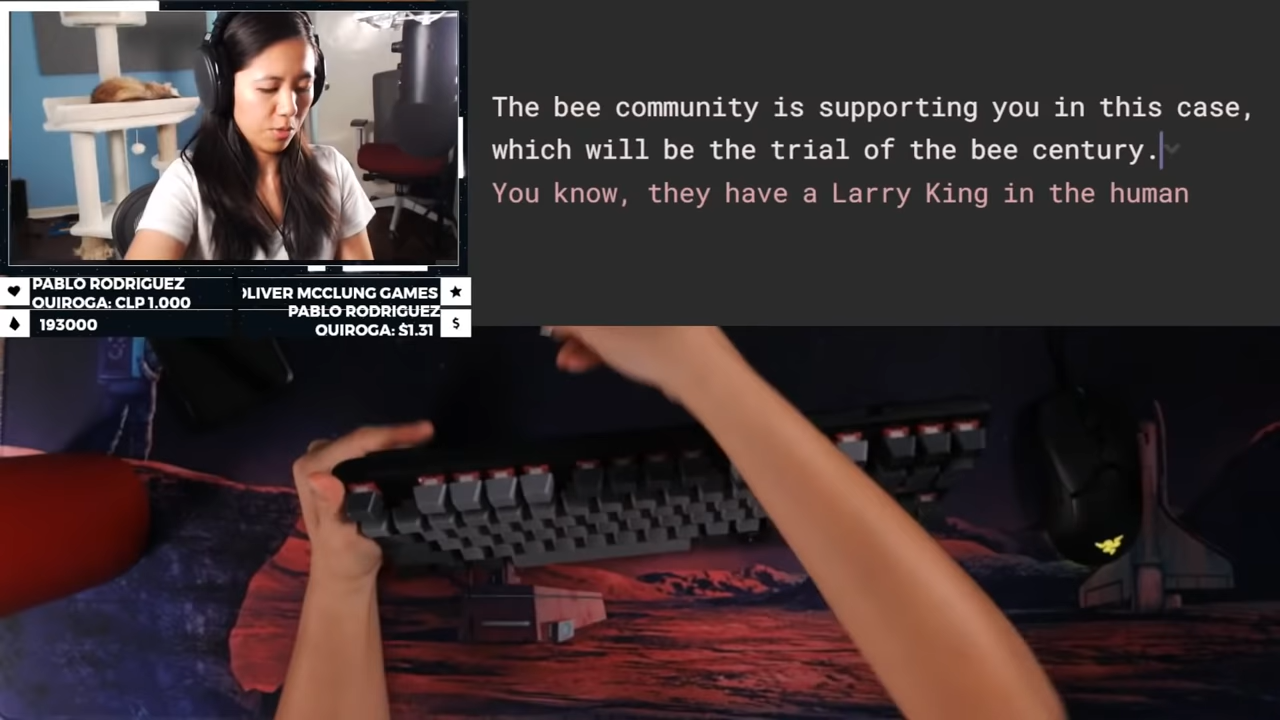 The bee community is supporting you in this case,
which will be the trial of the bee century.
You know, they have a Larry King in the human
PABLO RODRIGUEZ
QUIROGA: CLP 1.000
193000
LIVER MCCLUNG GAMES
PABLO RODRIGUEZ
QUIROGA: $1.31
$